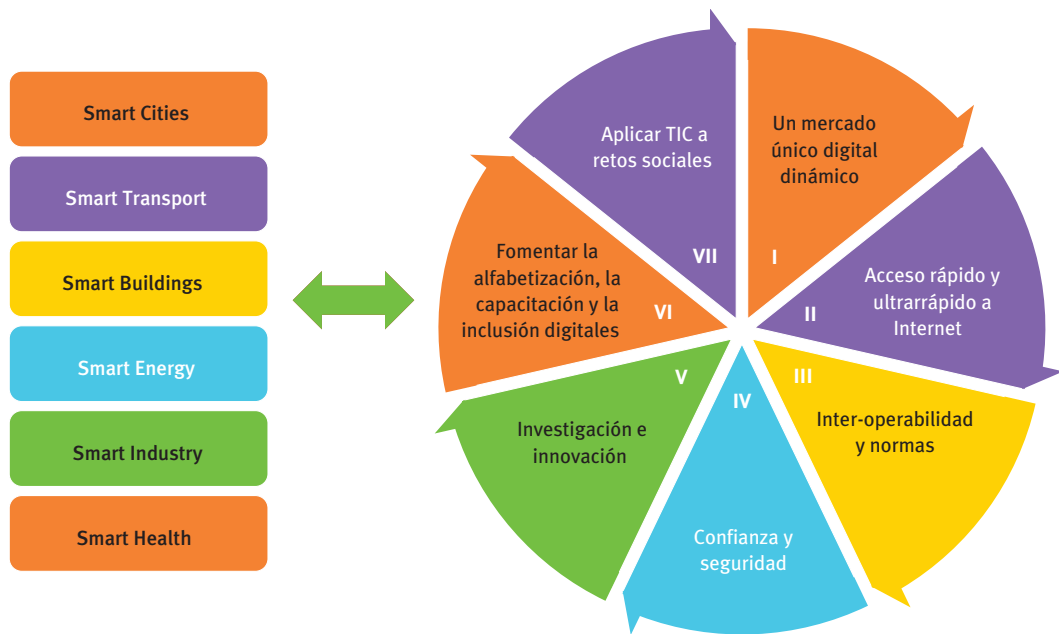 Smart Cities
Smart Transport
Smart Buildings
Smart Energy
Smart Industry
Smart Health
Un mercado
único digital
dinámico
I
Acceso rápido y
ultrarrápido a
Internet
II
Inter-operabilidad
y normas
III
Confianza y
seguridad
IV
Investigación e
innovación
V
Fomentar la
alfabetización, la
capacitación y la
inclusión digitales
VI
Aplicar TIC a
retos sociales
VII